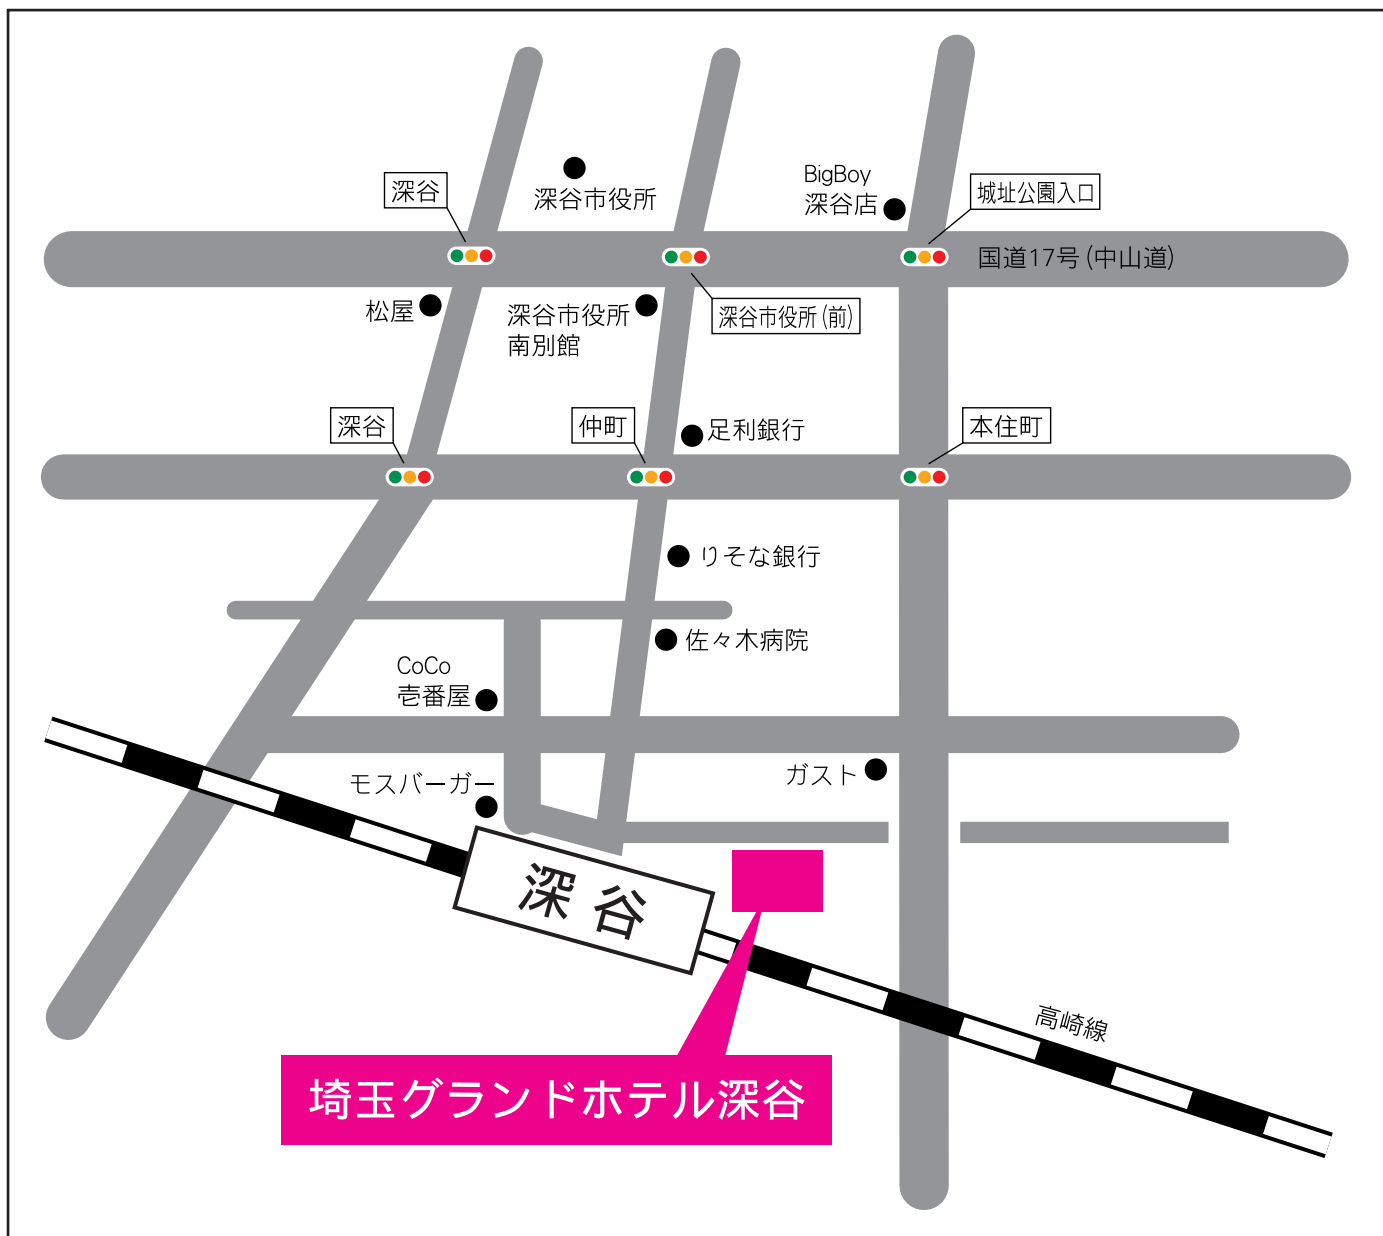 深谷
深谷市役所
BigBoy
深谷店
城址公園入口
国道17号(中山道)
松屋
深谷市役所
南別館
深谷市役所(前)
深谷
仲町
足利銀行
本住町
りそな銀行
佐々木病院
CoCo
壱番屋
モスバーガー
ガスト
深谷
高崎線
埼玉グランドホテル深谷